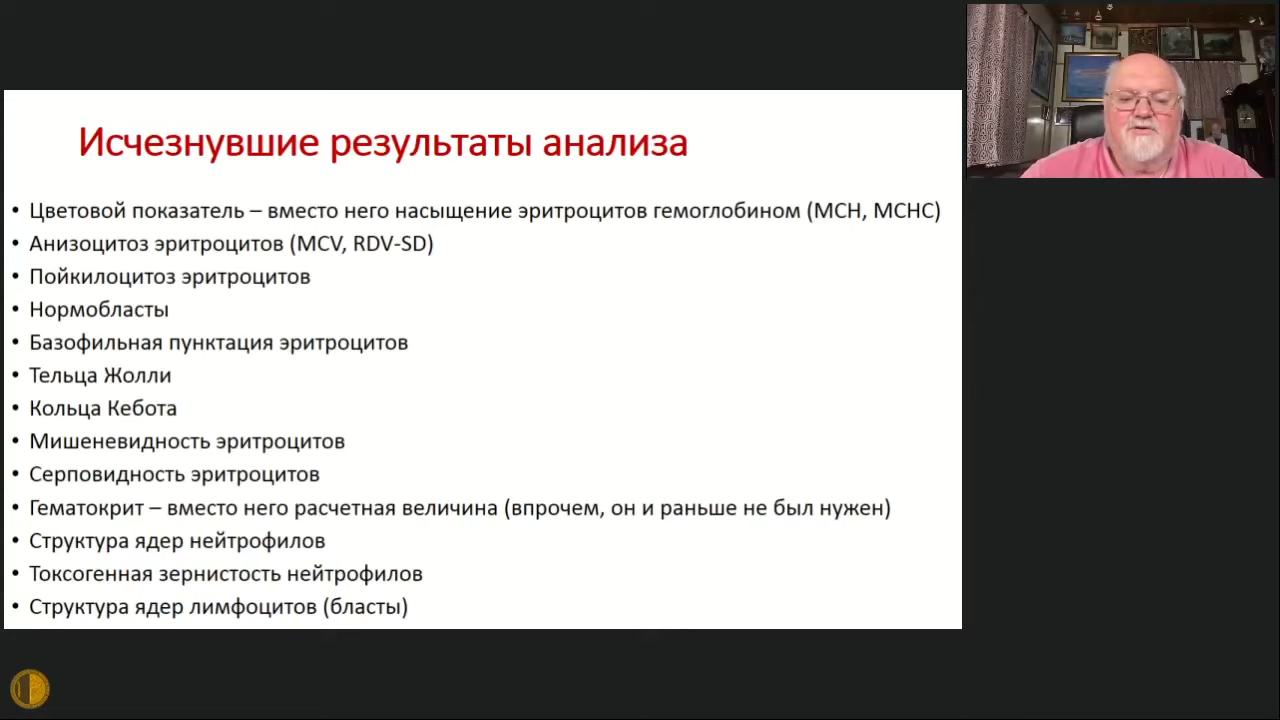 Исчезнувшие результаты анализа
• Цветовой показатель – вместо него насыщение эритроцитов гемоглобином (MCH, MCHC)
• Анизоцитоз эритроцитов (MCV, RDV-SD)
• Пойкилоцитоз эритроцитов
• Нормобласты
• Базофильная пунктация эритроцитов
• Тельца Жолли
• Кольца Кебота
• Мишеневидность эритроцитов
• Серповидность эритроцитов
• Гематокрит – вместо него расчетная величина (впрочем, он и раньше не был нужен)
• Структура ядер нейтрофилов
• Токсогенная зернистость нейтрофилов
• Структура ядер лимфоцитов (бласты)